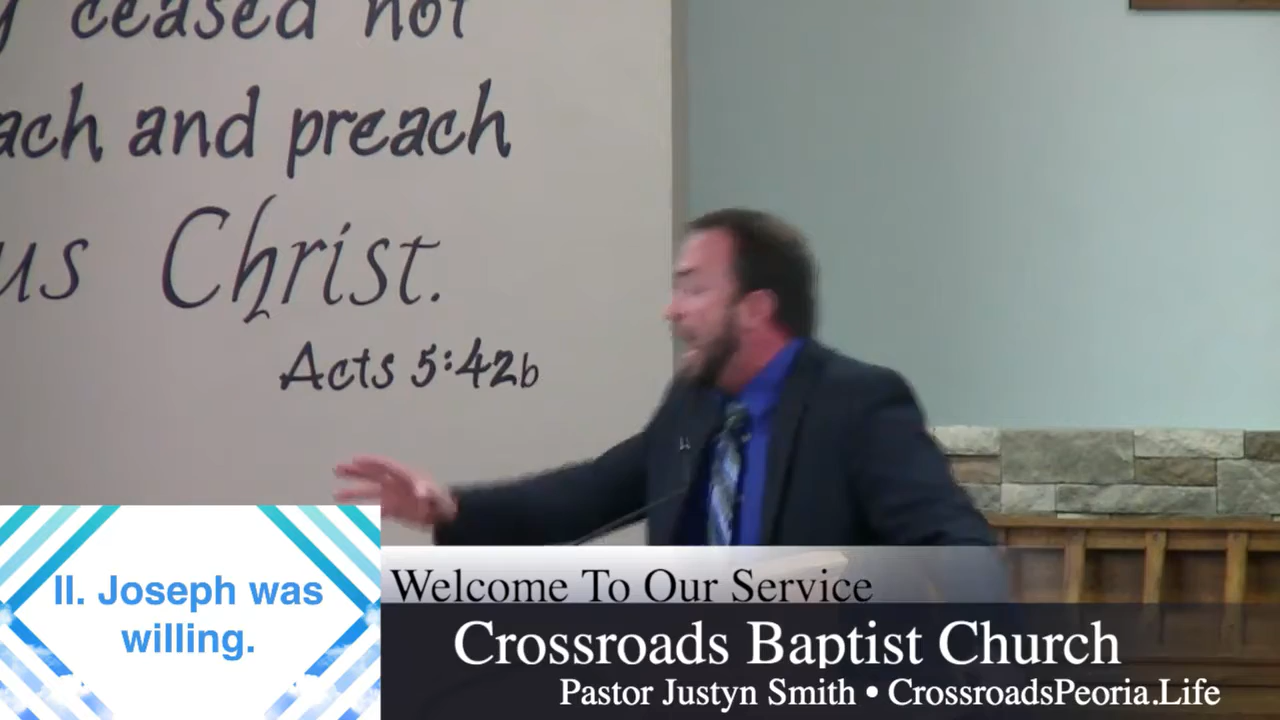 ceased not
ach and preach
us Christ.
Acts 5:42b
II. Joseph was
willing.
Welcome To Our Service
Crossroads Baptist Church
Pastor Justyn Smith • CrossroadsPeoria.Life